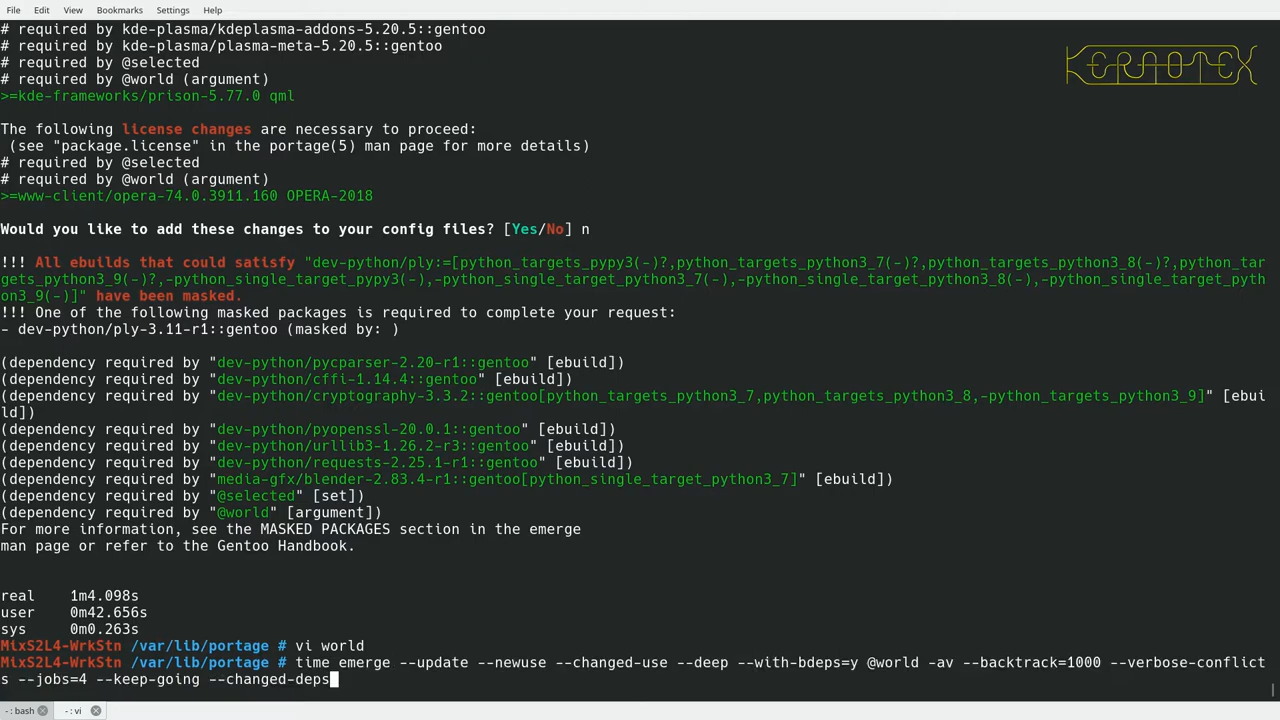 File Edit View Bookmarks Settings Help
# required by kde-plasma/kdeplasma-addons-5.20.5::gentoo
# required by kde-plasma/plasma-meta-5.20.5::gentoo
# required by @selected
# required by @world (argument)
>=kde-frameworks/prison-5.77.0 qml
The following license changes are necessary to proceed:
 (see "package.license" in the portage(5) man page for more details)
# required by @selected
# required by @world (argument)
>=www-client/opera-74.0.3911.160 OPERA-2018
Would you like to add these changes to your config files? [Yes/No] n
!!! All ebuilds that could satisfy "dev-python/ply:=[python_targets_pypy3(-)?,python_targets_python3_7(-)?,python_targets_python3_8(-)?,python_tar
gets_python3_9(-)?,-python_single_target_pypy3(-),-python_single_target_python3_7(-),-python_single_target_python3_8(-),-python_single_target_pyth
on3_9(-)]" have been masked.
!!! One of the following masked packages is required to complete your request:
- dev-python/ply-3.11-r1::gentoo (masked by: )
(dependency required by "dev-python/pycparser-2.20-r1::gentoo" [ebuild])
(dependency required by "dev-python/cffi-1.14.4::gentoo" [ebuild])
(dependency required by "dev-python/cryptography-3.3.2::gentoo[python_targets_python3_7,python_targets_python3_8,-python_targets_python3_9]" [ebui
ld])
(dependency required by "dev-python/pyopenssl-20.0.1::gentoo" [ebuild])
(dependency required by "dev-python/urllib3-1.26.2-r3::gentoo" [ebuild])
(dependency required by "dev-python/requests-2.25.1-r1::gentoo" [ebuild])
(dependency required by "media-gfx/blender-2.83.4-r1::gentoo[python_single_target_python3_7]" [ebuild])
(dependency required by "@selected" [set])
(dependency required by "@world" [argument])
For more information, see the MASKED PACKAGES section in the emerge
man page or refer to the Gentoo Handbook.
real 1m4.098s
user 0m42.656s
sys 0m0.263s
MixS2L4-WrkStn /var/lib/portage # vi world
MixS2L4-WrkStn /var/lib/portage # time emerge --update --newuse --changed-use --deep --with-bdeps=y @world -av --backtrack=1000 --verbose-conflict
s --jobs=4 --keep-going --changed-deps
- : bash - : vi